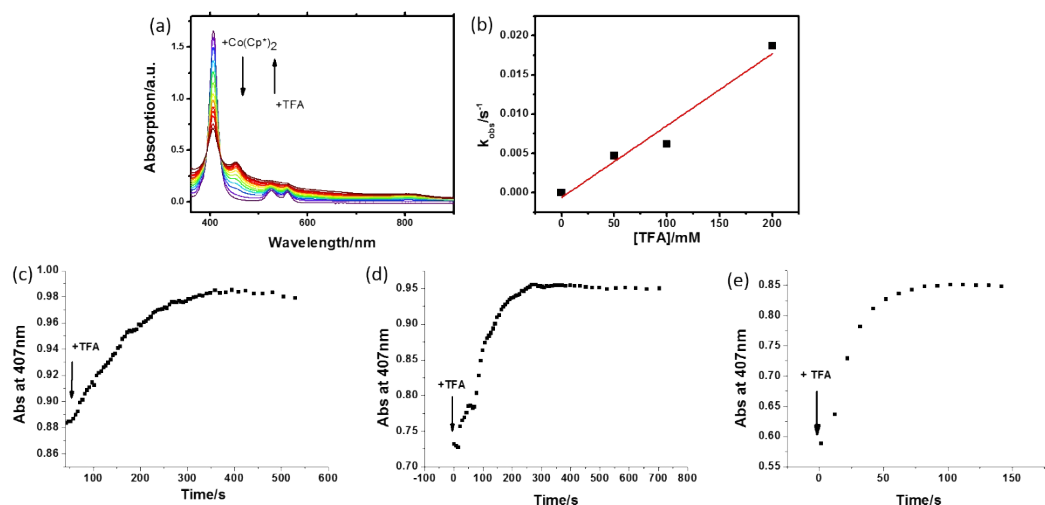 (a)
+Co(Cp*)2
+TFA
Absorption/a.u.
1.5
1.0
0.5
0.0
400
600
800
Wavelength/nm
(b)
kobs/s-1
0.020
0.015
0.010
0.005
0.000
0
50
100
150
200
[TFA]/mM
(c)
Abs at 407nm
1.00
0.98
0.96
0.94
0.92
0.90
0.88
0.86
+TFA
100
200
300
400
500
600
Time/s
(d)
Abs at 407nm
0.95
0.90
0.85
0.80
0.75
0.70
+TFA
-100
0
100
200
300
400
500
600
700
800
Time/s
(e)
Abs at 407nm
0.90
0.85
0.80
0.75
0.70
0.65
0.60
0.55
+ TFA
0
50
100
150
Time/s